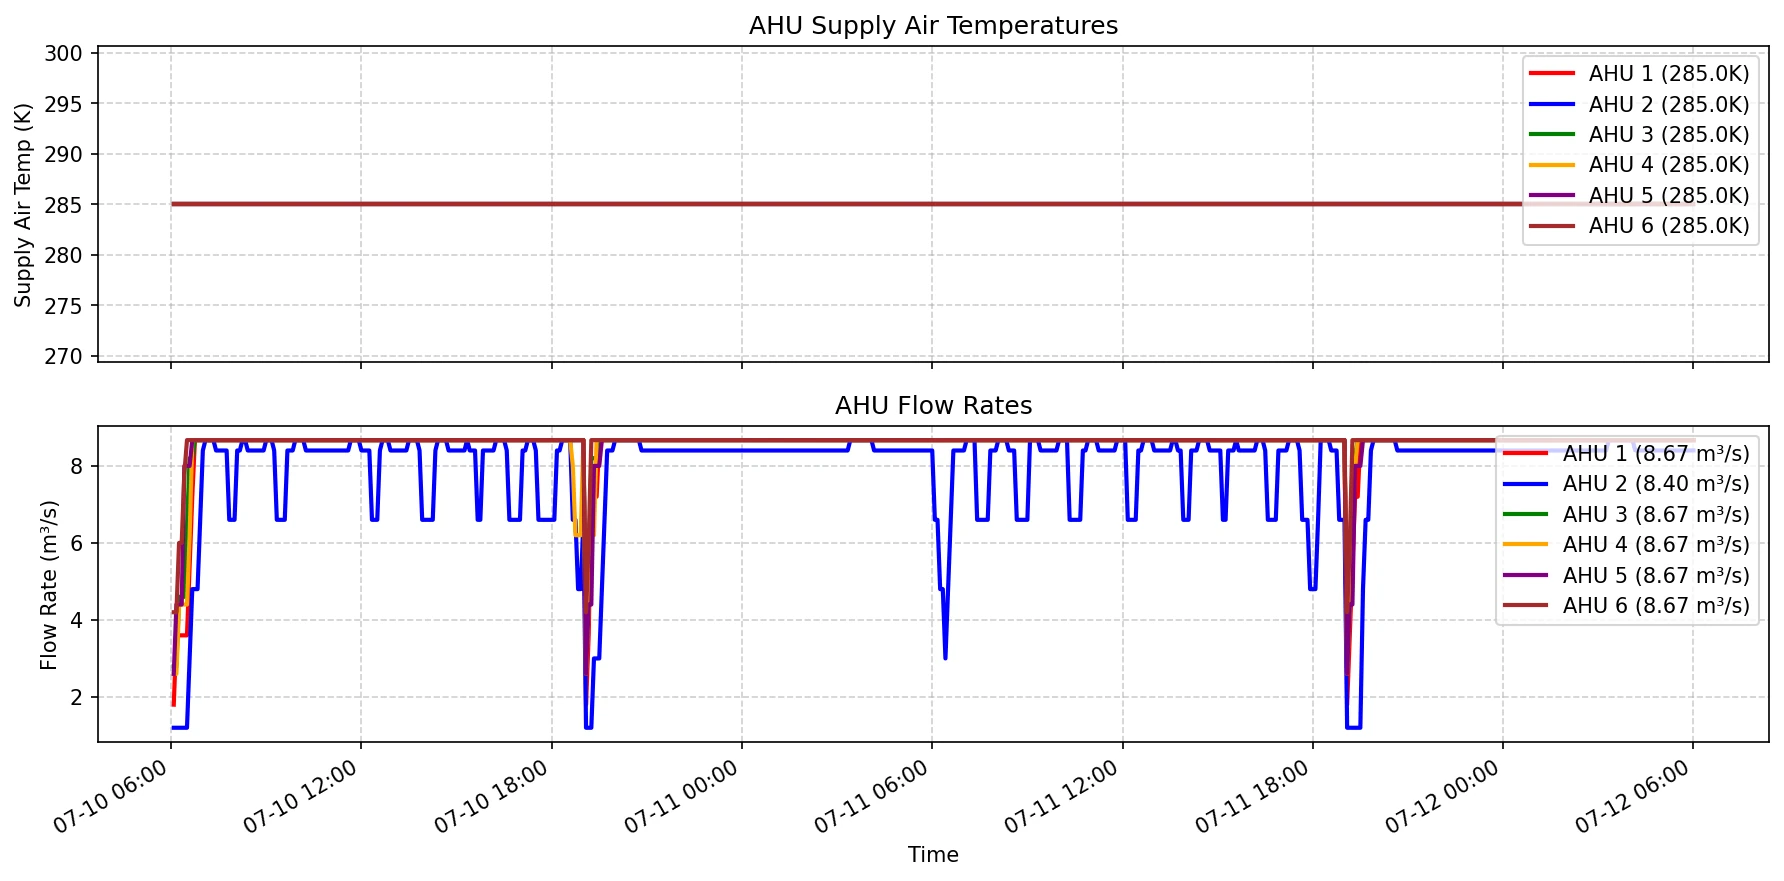 AHU Supply Air Temperatures
Supply Air Temp (K)
300
295
290
285
280
275
270
AHU 1 (285.0K)
AHU 2 (285.0K)
AHU 3 (285.0K)
AHU 4 (285.0K)
AHU 5 (285.0K)
AHU 6 (285.0K)
AHU Flow Rates
Flow Rate (m³/s)
8
6
4
2
AHU 1 (8.67 m³/s)
AHU 2 (8.40 m³/s)
AHU 3 (8.67 m³/s)
AHU 4 (8.67 m³/s)
AHU 5 (8.67 m³/s)
AHU 6 (8.67 m³/s)
07-10 06:00
07-10 12:00
07-10 18:00
07-11 00:00
07-11 06:00
07-11 12:00
07-11 18:00
07-12 00:00
07-12 06:00
Time